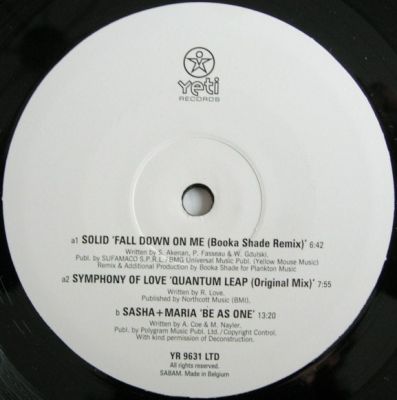 yeti
RECORDS
a1 SOLID 'FALL DOWN ON ME (Booka Shade Remix)' 6:42
Written by S. Akerian, P. Fasseau & W. Gzulski.
Publ. by SUFAMACO S.P.R.L./BMG Universal Music Publ. (Yellow Mouse Music)
Remix & Additional Production by Booka Shade for Plankton Music
a2 SYMPHONY OF LOVE 'QUANTUM LEAP (Original Mix)' 7:55
Written by R. Love.
Published by Northcott Music (BMI).
b SASHA+MARIA 'BE AS ONE' 13:20
Written by A. Coe & M. Nayler.
Publ. by Polygram Music Publ. Ltd./Copyright Control.
With kind permission of Deconstruction.
YR 9631 LTD
All rights reserved
SABAM. Made in Belgium